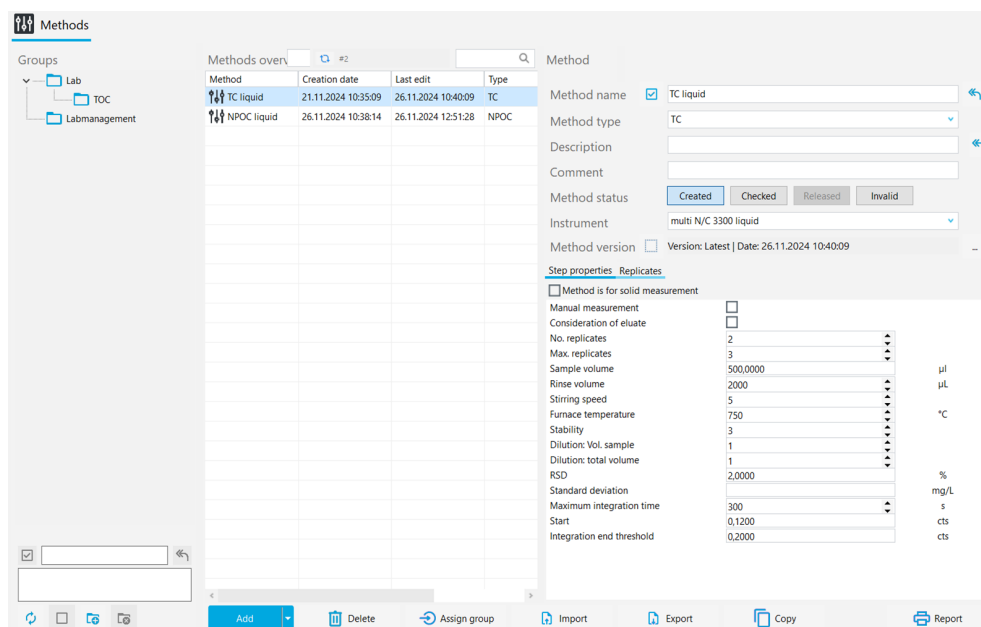 Methods
Groups
Lab
TOC
Labmanagement
Methods overv
#2
Method Creation date Last edit Type
TC liquid 21.11.2024 10:35:09 26.11.2024 10:40:09 TC
NPOC liquid 26.11.2024 10:38:14 26.11.2024 12:51:28 NPOC
Method
Method name TC liquid
Method type TC
Description
Comment
Method status Created Checked Released Invalid
Instrument multi N/C 3300 liquid
Method version Version: Latest | Date: 26.11.2024 10:40:09 ...
Step properties Replicates
Method is for solid measurement
Manual measurement
Consideration of eluate
No. replicates 2
Max. replicates 3
Sample volume 500,0000 µl
Rinse volume 2000 µL
Stirring speed 5
Furnace temperature 750 °C
Stability 3
Dilution: Vol. sample 1
Dilution: total volume 1
RSD 2,0000 %
Standard deviation mg/L
Maximum integration time 300 s
Start 0,1200 cts
Integration end threshold 0,2000 cts
Add Delete Assign group Import Export Copy Report